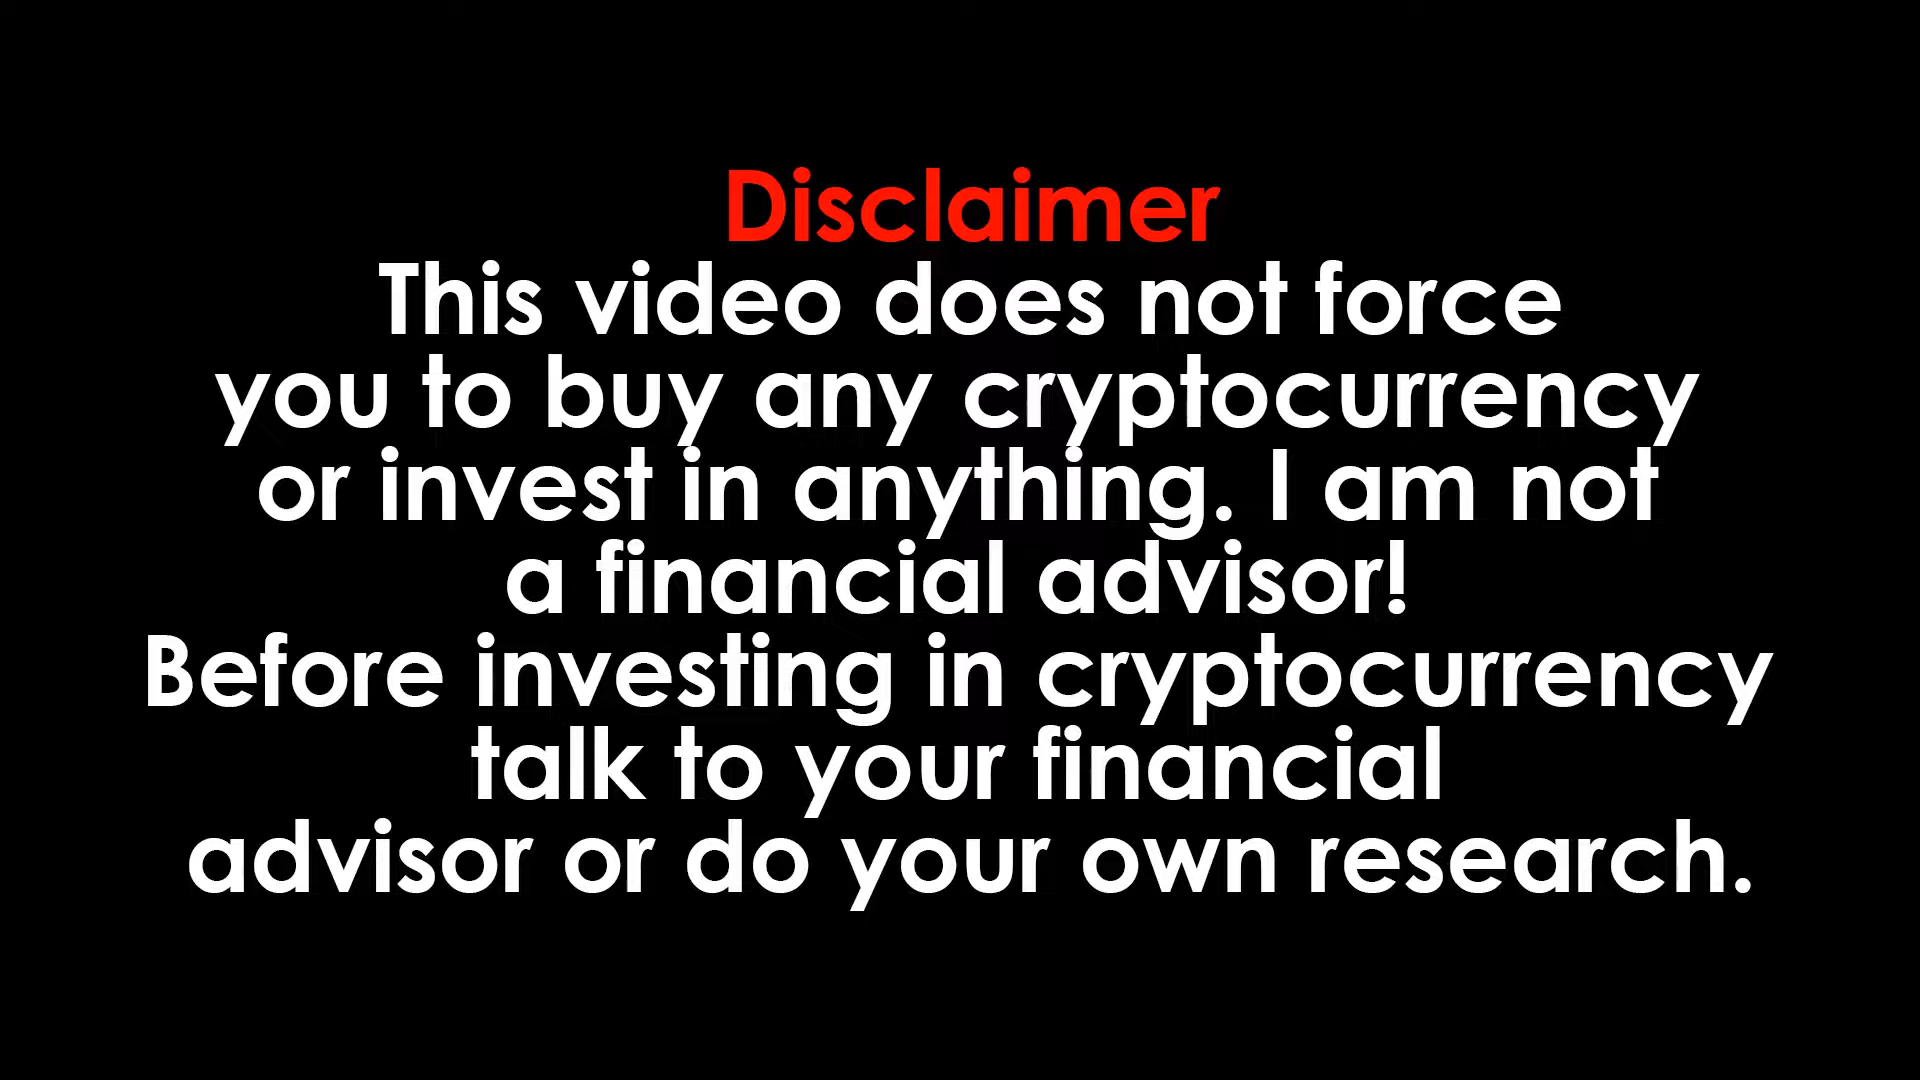 Disclaimer
This video does not force
you to buy any cryptocurrency
or invest in anything. I am not
a financial advisor!
Before investing in cryptocurrency
talk to your financial
advisor or do your own research.